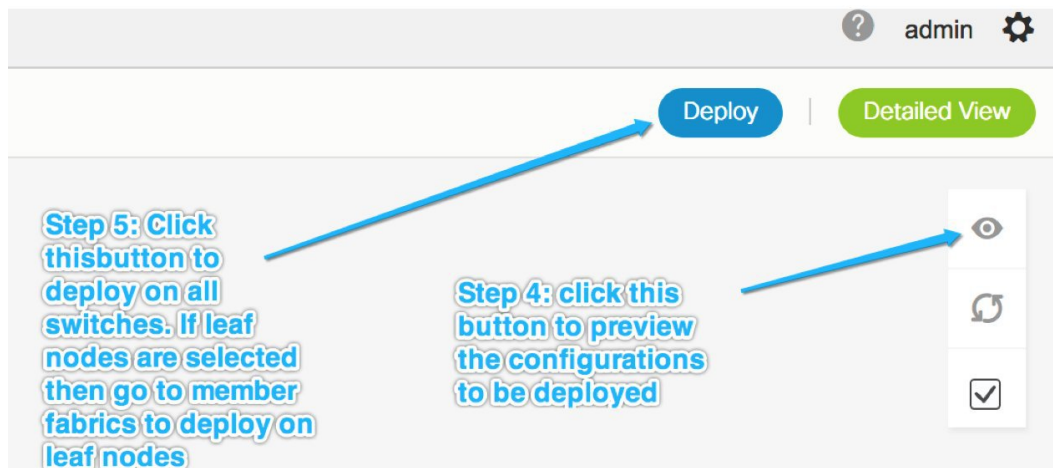 admin
Deploy
Detailed View
Step 5: Click
thisbutton to
deploy on all
switches. If leaf
nodes are selected
then go to member
fabrics to deploy on
leaf nodes
Step 4: click this
button to preview
the configurations
to be deployed